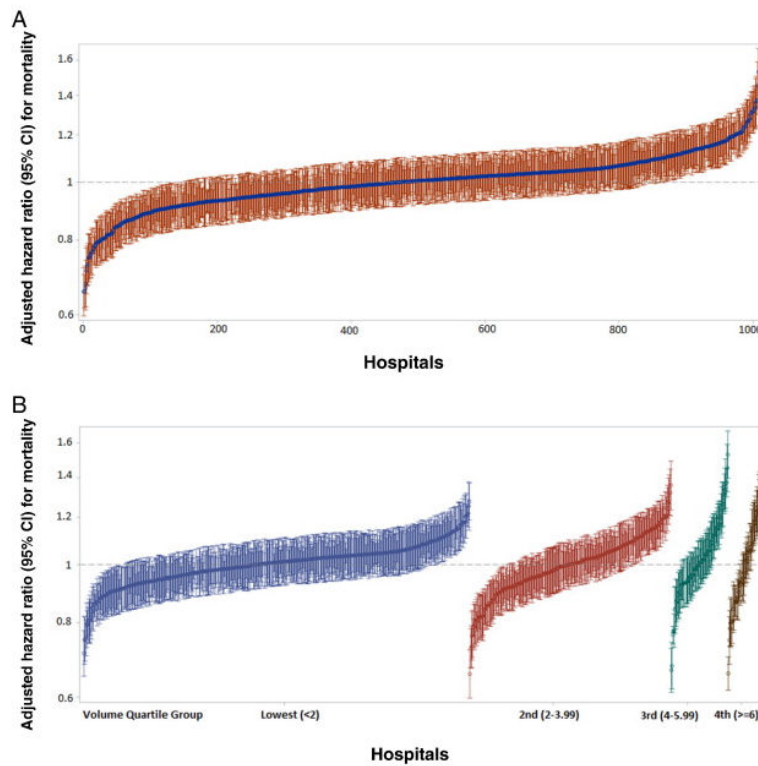 A
Adjusted hazard ratio (95% CI) for mortality
1.6
1.4
1.2
1
0.8
0.6
0
200
400
600
800
1000
Hospitals
B
Adjusted hazard ratio (95% CI) for mortality
1.6
1.4
1.2
1
0.8
0.6
Volume Quartile Group
Lowest (<2)
2nd (2-3.99)
3rd (4-5.99)
4th (>=6)
Hospitals